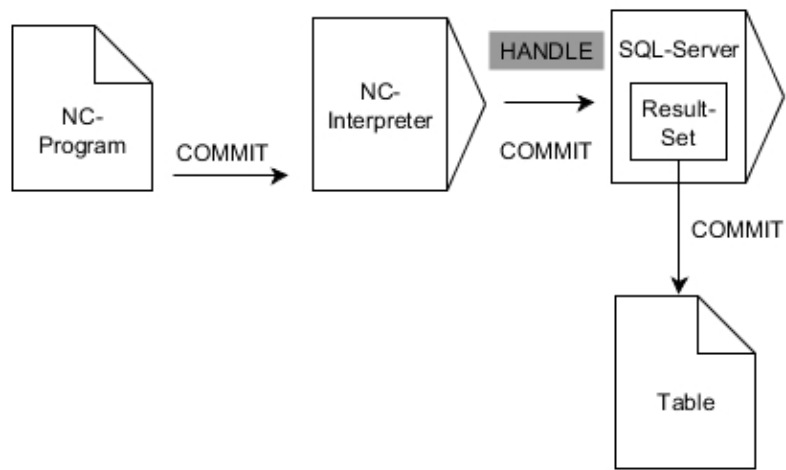 NC-
Program
COMMIT
NC-
Interpreter
HANDLE
COMMIT
SQL-Server
Result-
Set
COMMIT
Table